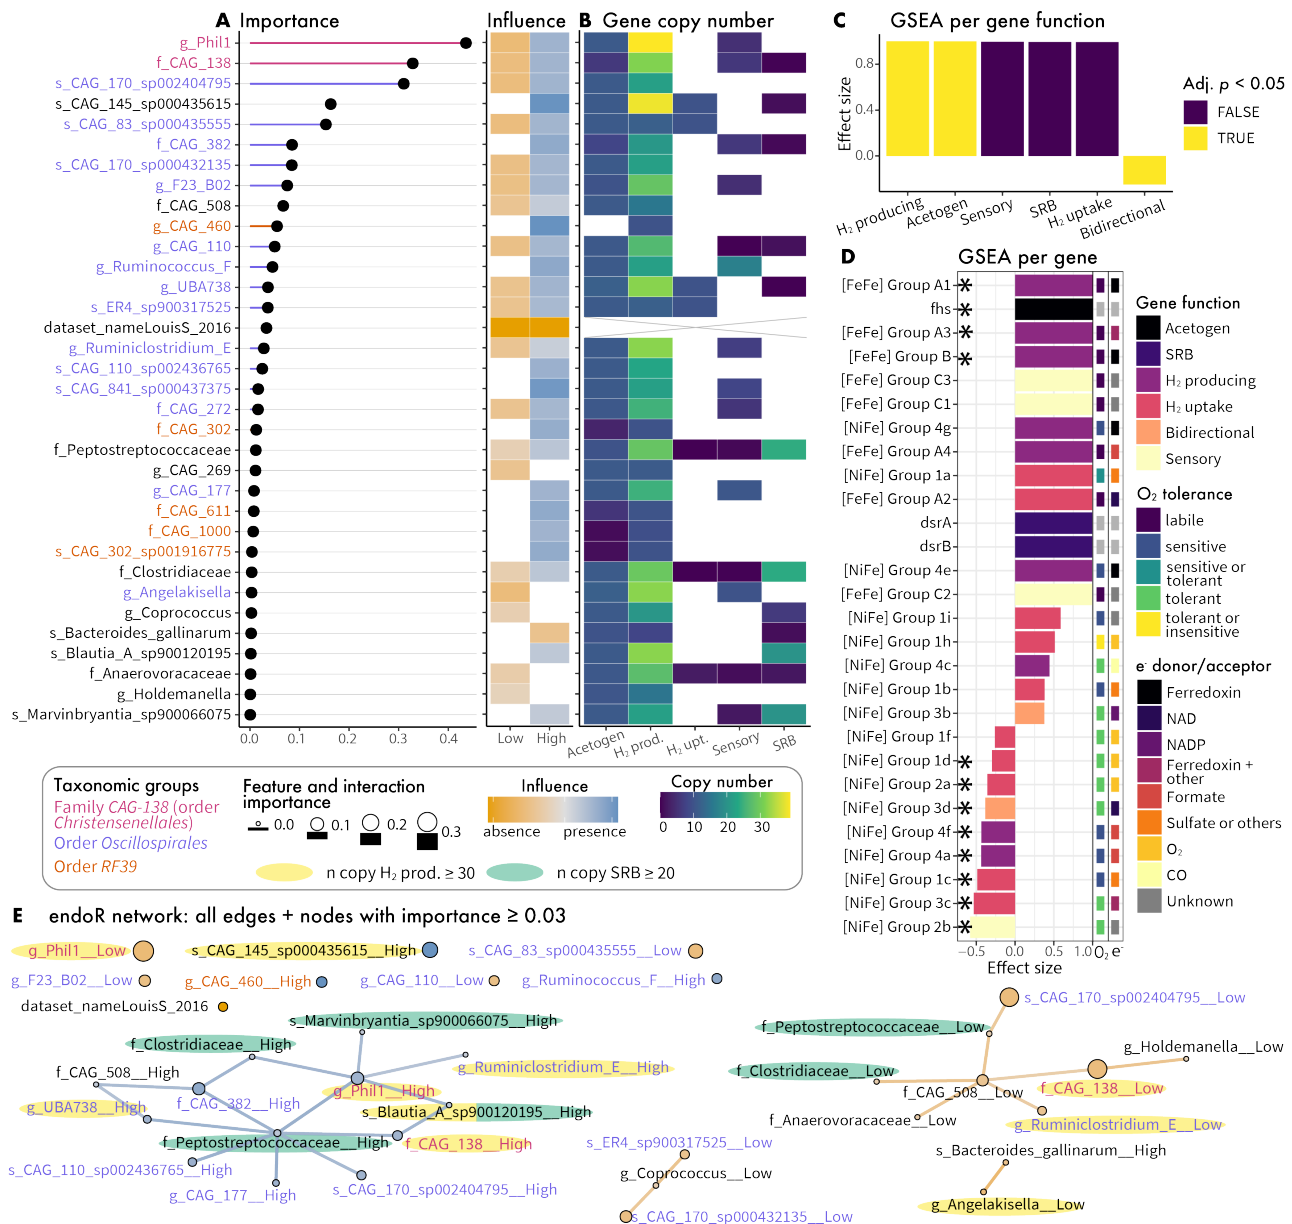 A Importance
Influence
B Gene copy number
g_Phil1
f_CAG_138
s_CAG_170_sp002404795
s_CAG_145_sp000435615
s_CAG_83_sp000435555
f_CAG_382
s_CAG_170_sp000432135
g_F23_B02
f_CAG_508
g_CAG_460
g_CAG_110
g_Ruminococcus_F
g_UBA738
s_ER4_sp900317525
dataset_nameLouisS_2016
g_Ruminiclostridium_E
s_CAG_110_sp002436765
s_CAG_841_sp000437375
f_CAG_272
f_CAG_302
f_Peptostreptococcaceae
g_CAG_269
g_CAG_177
f_CAG_611
f_CAG_1000
s_CAG_302_sp001916775
f_Clostridiaceae
g_Angelakisella
g_Coprococcus
s_Bacteroides_gallinarum
s_Blautia_A_sp900120195
f_Anaerovoracaceae
g_Holdemanella
s_Marvinbryantia_sp900066075
0.0 0.1 0.2 0.3 0.4
Low High
Acetogen H₂ prod. H₂ upt. Sensory SRB
Taxonomic groups
Family CAG-138 (order
Christensenellales)
Order Oscillospirales
Order RF39
Feature and interaction
importance
0.0 0.1 0.2 0.3
Influence
absence presence
Copy number
0 10 20 30
n copy H₂ prod. ≥ 30
n copy SRB ≥ 20
C GSEA per gene function
Effect size
0.8
0.4
0.0
H₂ producing Acetogen Sensory SRB H₂ uptake Bidirectional
Adj. p < 0.05
FALSE
TRUE
D GSEA per gene
[FeFe] Group A1 *
fhs *
[FeFe] Group A3 *
[FeFe] Group B *
[FeFe] Group C3
[FeFe] Group C1
[NiFe] Group 4g
[FeFe] Group A4
[NiFe] Group 1a
[FeFe] Group A2
dsrA
dsrB
[NiFe] Group 4e
[FeFe] Group C2
[NiFe] Group 1i
[NiFe] Group 1h
[NiFe] Group 4c
[NiFe] Group 1b
[NiFe] Group 3b
[NiFe] Group 1f
[NiFe] Group 1d *
[NiFe] Group 2a *
[NiFe] Group 3d *
[NiFe] Group 4f *
[NiFe] Group 4a *
[NiFe] Group 1c *
[NiFe] Group 3c *
[NiFe] Group 2b *
-0.5 0.0 0.5 1.0 O₂ e⁻
Effect size
Gene function
Acetogen
SRB
H₂ producing
H₂ uptake
Bidirectional
Sensory
O₂ tolerance
labile
sensitive
sensitive or
tolerant
tolerant
tolerant or
insensitive
e⁻ donor/acceptor
Ferredoxin
NAD
NADP
Ferredoxin +
other
Formate
Sulfate or others
O₂
CO
Unknown
E endoR network: all edges + nodes with importance ≥ 0.03
g_Phil1__Low
s_CAG_145_sp000435615__High
s_CAG_83_sp000435555__Low
g_F23_B02__Low
g_CAG_460__High
g_CAG_110__Low
g_Ruminococcus_F__High
dataset_nameLouisS_2016
s_Marvinbryantia_sp900066075__High
f_Clostridiaceae__High
g_Ruminiclostridium_E__High
f_CAG_508__High
g_Phil1__High
f_CAG_382__High
g_UBA738__High
s_Blautia_A_sp900120195__High
f_Peptostreptococcaceae__High
f_CAG_138__High
s_CAG_110_sp002436765__High
g_CAG_177__High
s_CAG_170_sp002404795__High
s_ER4_sp900317525__Low
g_Coprococcus__Low
s_CAG_170_sp000432135__Low
s_CAG_170_sp002404795__Low
f_Peptostreptococcaceae__Low
g_Holdemanella__Low
f_Clostridiaceae__Low
f_CAG_508__Low
f_CAG_138__Low
f_Anaerovoracaceae__Low
g_Ruminiclostridium_E__Low
s_Bacteroides_gallinarum__High
g_Angelakisella__Low